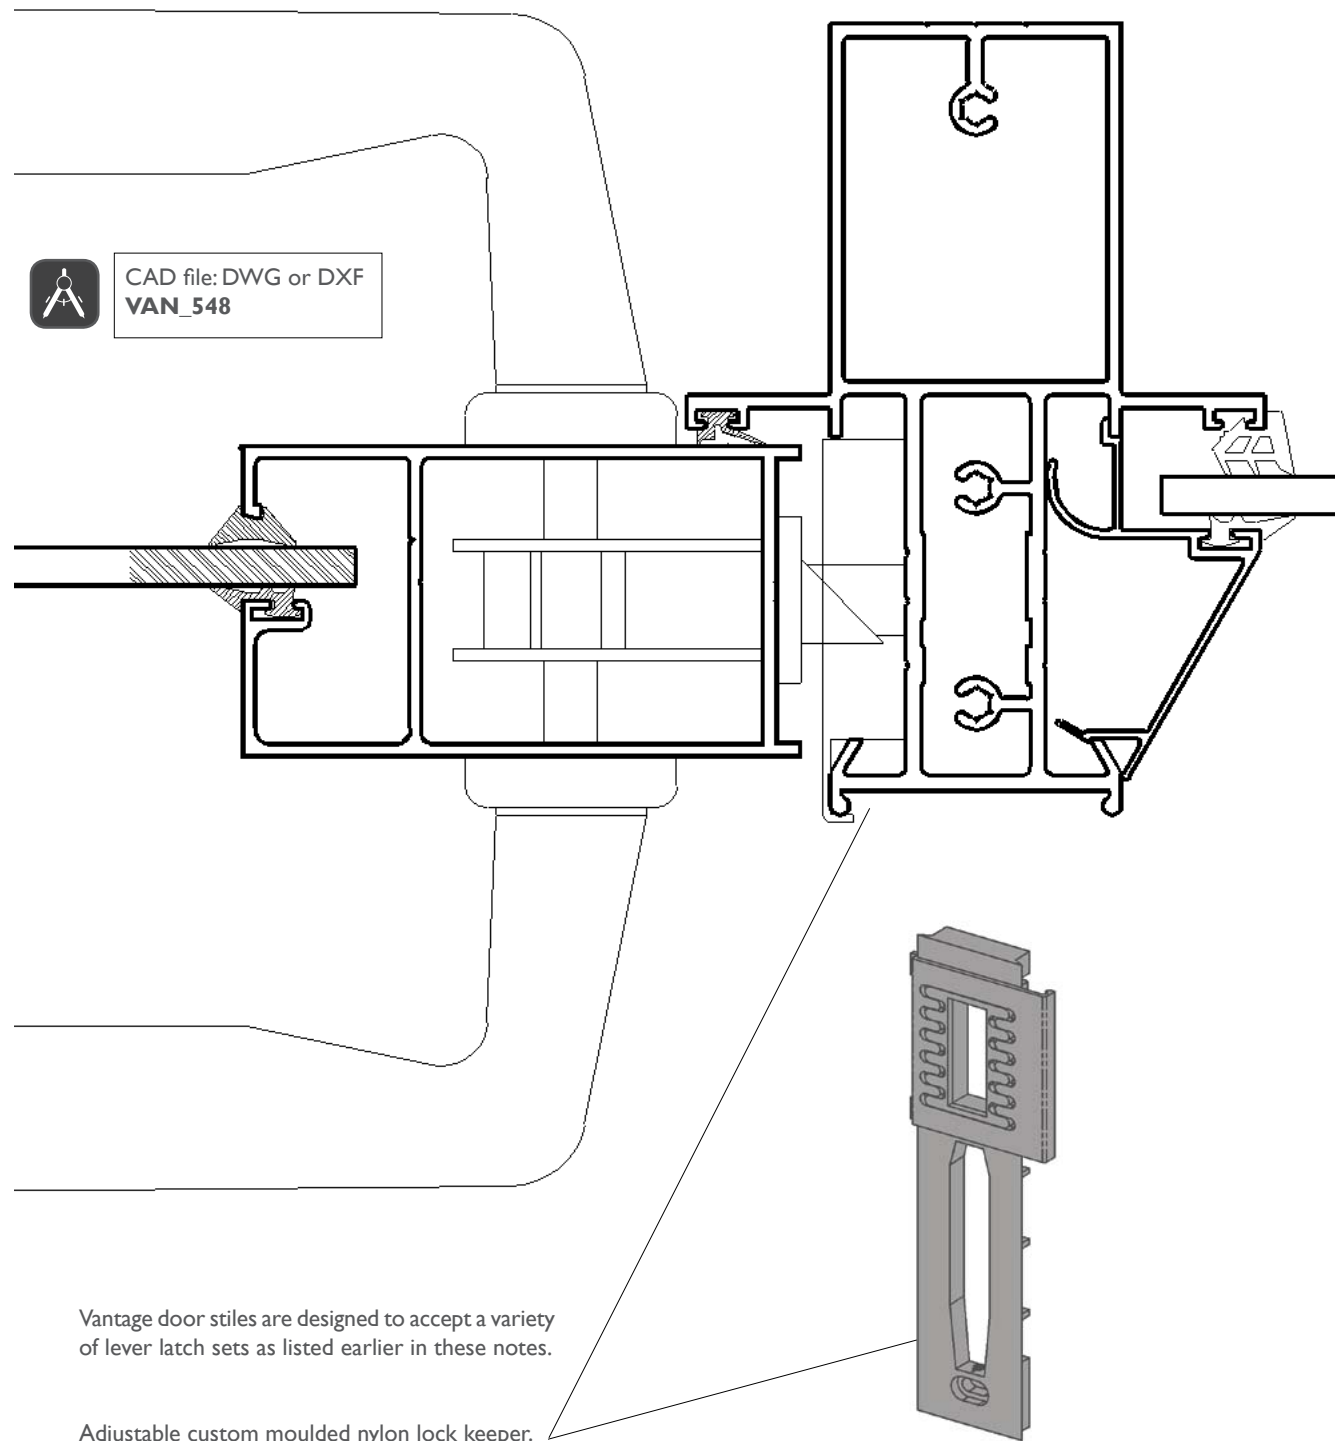 CAD file: DWG or DXF
VAN_548
Vantage door stiles are designed to accept a variety
of lever latch sets as listed earlier in these notes.
Adjustable custom moulded nylon lock keeper.